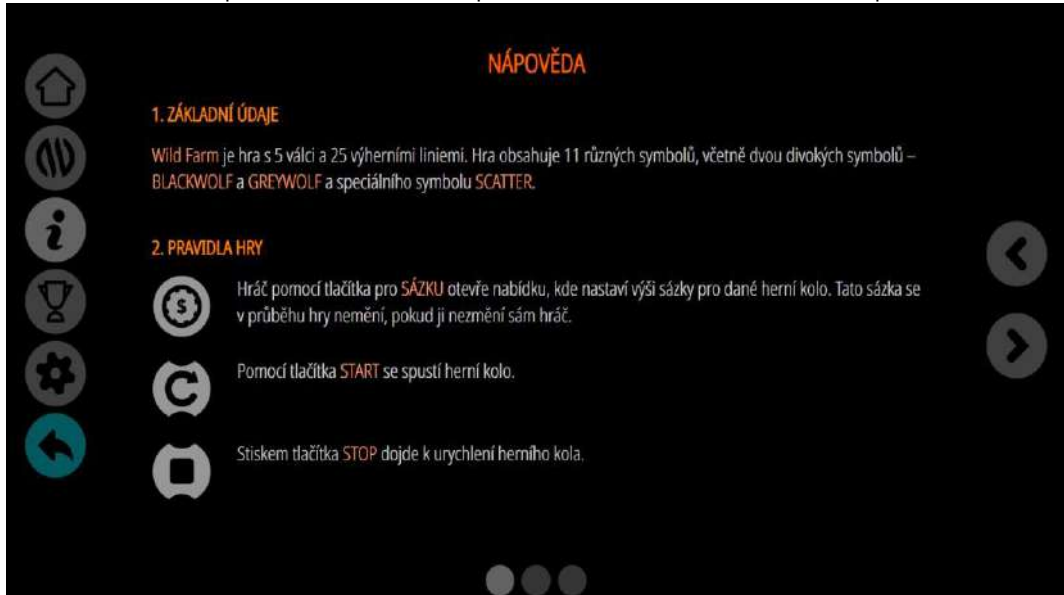 NÁPOVĚDA
1. ZÁKLADNÍ ÚDAJE
Wild Farm je hra s 5 válci a 25 výherními liniemi. Hra obsahuje 11 různých symbolů, včetně dvou divokých symbolů –
BLACKWOLF a GREYWOLF a speciálního symbolu SCATTER.
2. PRAVIDLA HRY
Hráč pomocí tlačítka pro SÁZKU otevře nabídku, kde nastaví výši sázky pro dané herní kolo. Tato sázka se
v průběhu hry nemění, pokud ji nezmění sám hráč.
Pomocí tlačítka START se spustí herní kolo.
Stiskem tlačítka STOP dojde k urychlení herního kola.